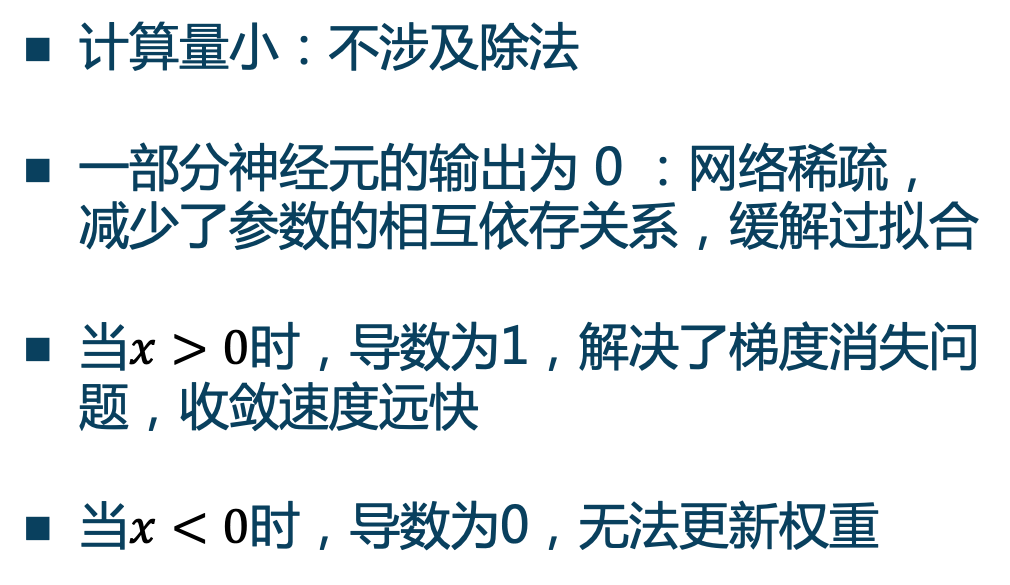 ■ 计算量小：不涉及除法
■ 一部分神经元的输出为 0 ：网络稀疏，
减少了参数的相互依存关系，缓解过拟合
■ 当x > 0时，导数为1，解决了梯度消失问
题，收敛速度远快
■ 当x < 0时，导数为0，无法更新权重